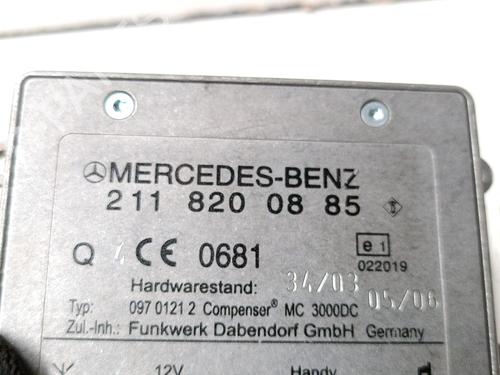 MERCEDES-BENZ
211 820 08 85
Q 4 CE 0681 e1
022019
Hardwarestand: 34/03
05/06
Typ: 097 0121 2 Compenser® MC 3000DC
Zul.-Inh.: Funkwerk Dabendorf GmbH Germany
12V Handy